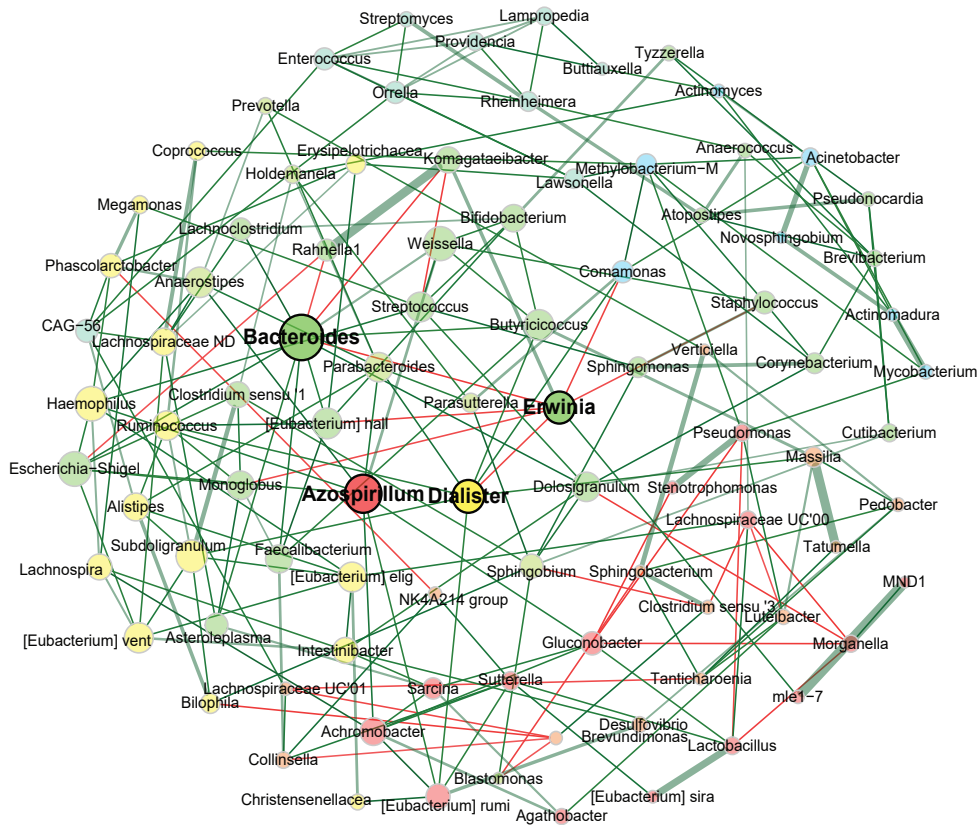 Lampropedia
Streptomyces
Providencia
Tyzzerella
Enterococcus
Buttiauxella
Orrella
Actinomyces
Rheinheimera
Prevotella
Erysipelotrichacea
Anaerococcus
Coprococcus
Komagataeibacter
Acinetobacter
Methylobacterium-M
Holdemanela
Lawsonella
Pseudonocardia
Megamonas
Atopostipes
Bifidobacterium
Lachnoclostridium
Novosphingobium
Weissella
Rahnella1
Brevibacterium
Phascolarctobacter
Comamonas
Anaerostipes
Staphylococcus
Streptococcus
Actinomadura
CAG-56
Butyricicoccus
Bacteroides
Lachnospiraceae ND
Verticiella
Corynebacterium
Parabacteroides
Sphingomonas
Mycobacterium
Clostridium sensu '1
Haemophilus
Parasutterella
Erwinia
Ruminococcus
[Eubacterium] hall
Pseudomonas
Cutibacterium
Massilia
Escherichia-Shigel
Monoglobus
Azospirillum
Dialister
Dolosigranulum
Stenotrophomonas
Alistipes
Pedobacter
Lachnospiraceae UC'00
Tatumella
Subdoligranulum
Faecalibacterium
Lachnospira
[Eubacterium] elig
Sphingobium
Sphingobacterium
MND1
NK4A214 group
Clostridium sensu '3
Luteibacter
[Eubacterium] vent
Asteroleplasma
Gluconobacter
Morganella
Intestinibacter
Sutterella
Tanticharoenia
Lachnospiraceae UC'01
Sarcina
mle1-7
Bilophila
Desulfovibrio
Achromobacter
Brevundimonas
Lactobacillus
Collinsella
Blastomonas
Christensenellacea
[Eubacterium] rumi
[Eubacterium] sira
Agathobacter